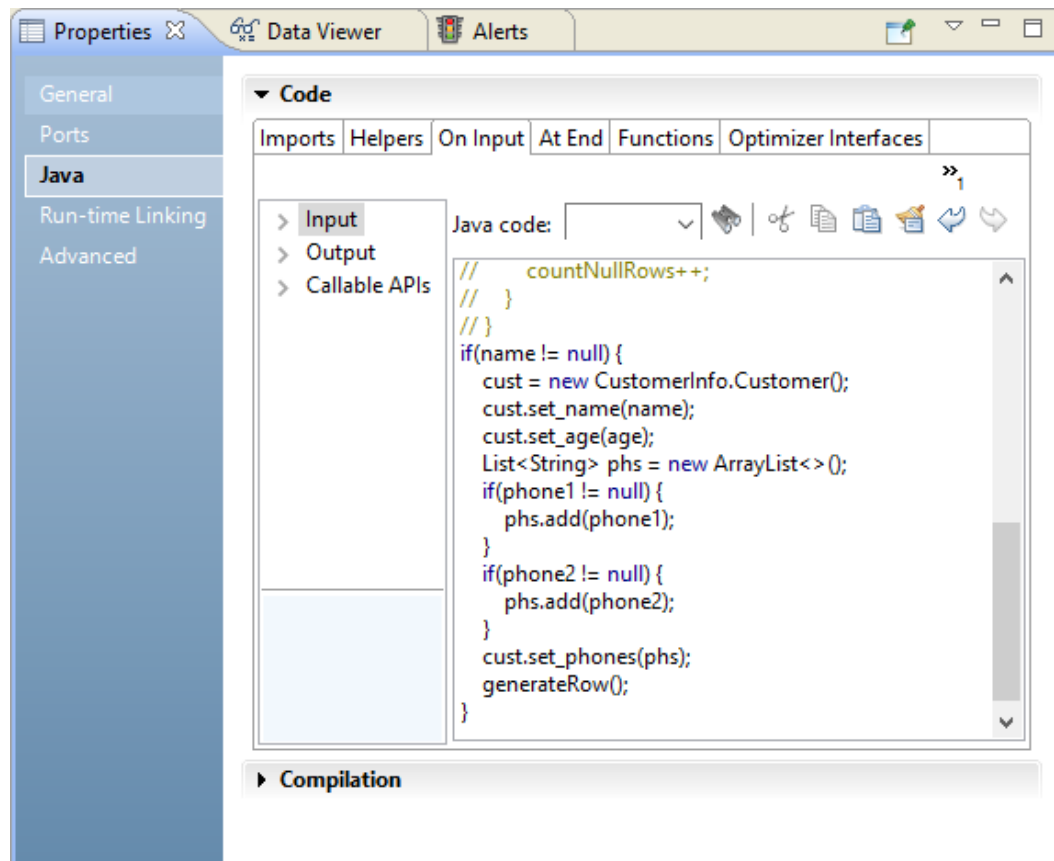 Properties Data Viewer Alerts
General
Ports
Java
Run-time Linking
Advanced
Code
Imports Helpers On Input At End Functions Optimizer Interfaces
»1
Input
Output
Callable APIs
Java code:
//       countNullRows++;
//    }
// }
if(name != null) {
   cust = new CustomerInfo.Customer();
   cust.set_name(name);
   cust.set_age(age);
   List<String> phs = new ArrayList<>();
   if(phone1 != null) {
      phs.add(phone1);
   }
   if(phone2 != null) {
      phs.add(phone2);
   }
   cust.set_phones(phs);
   generateRow();
}
Compilation